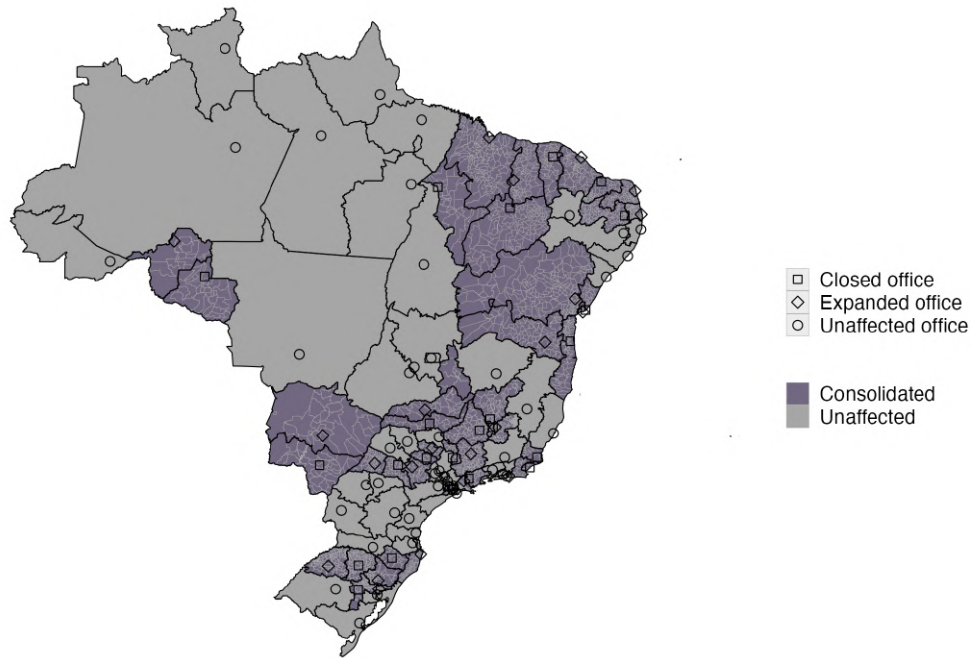 Closed office
Expanded office
Unaffected office
Consolidated
Unaffected